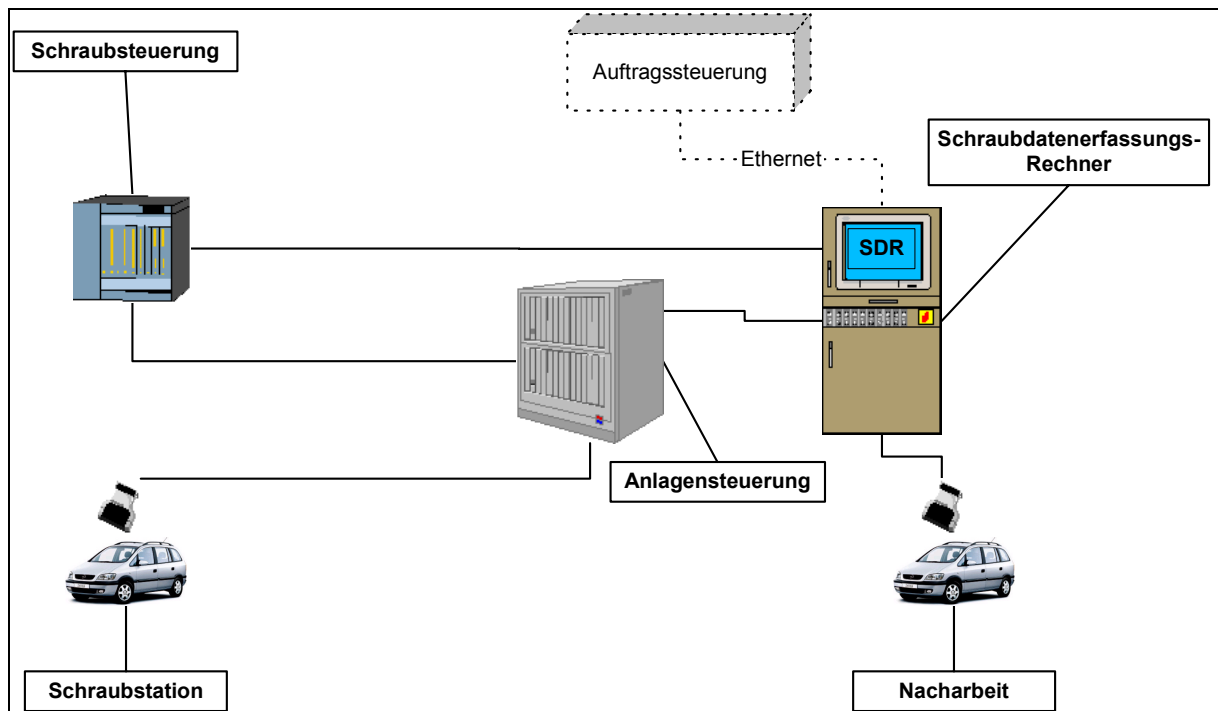 Schraubsteuerung
Auftragssteuerung
Ethernet
Schraubdatenerfassungs-
Rechner
SDR
Anlagensteuerung
Schraubstation
Nacharbeit